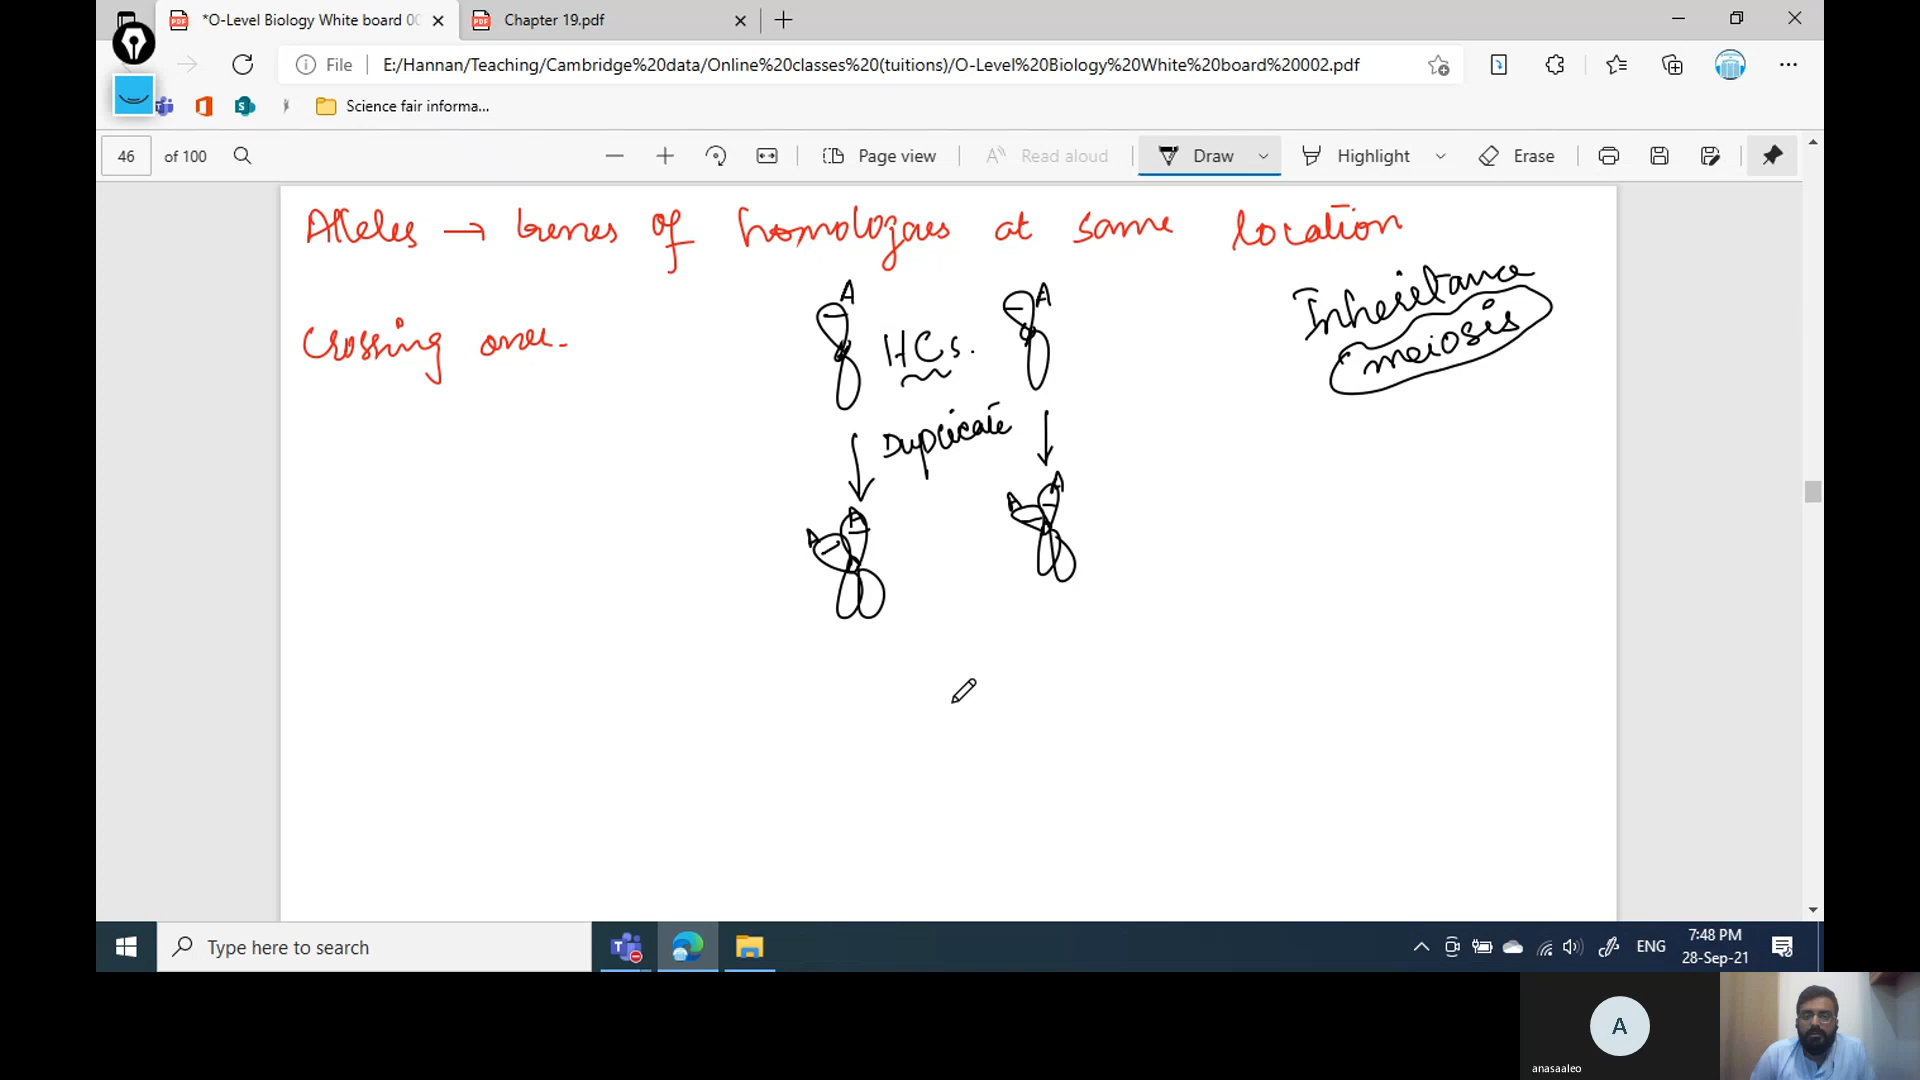 *O-Level Biology White board 00
Chapter 19.pdf
File
E:/Hannan/Teaching/Cambridge%20data/Online%20classes%20(tuitions)/O-Level%20Biology%20White%20board%20002.pdf
Science fair informa...
46
of 100
Page view
Read aloud
Draw
Highlight
Erase
Alleles → Genes of homologous at same location
Inheritance
meiosis
Crossing over.
A
A
HCs.
Duplicate
A
A
A
A
Type here to search
ENG
7:48 PM
28-Sep-21
A
anasaaleo